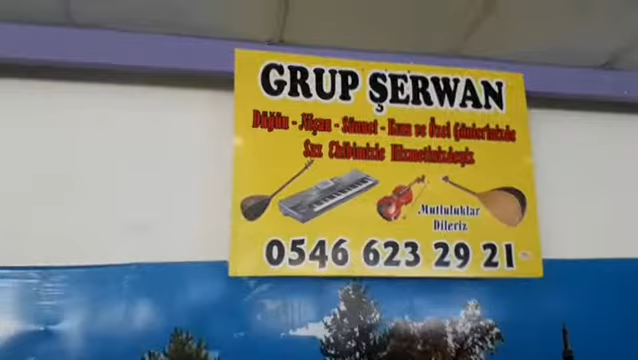 GRUP ŞERWAN
Düğün - Nişan - Sünnet - Kına ve Özel Günlerinizde
Saz Ekibimizle Hizmetinizdeyiz
Mutluluklar
Dileriz
0546 623 29 21